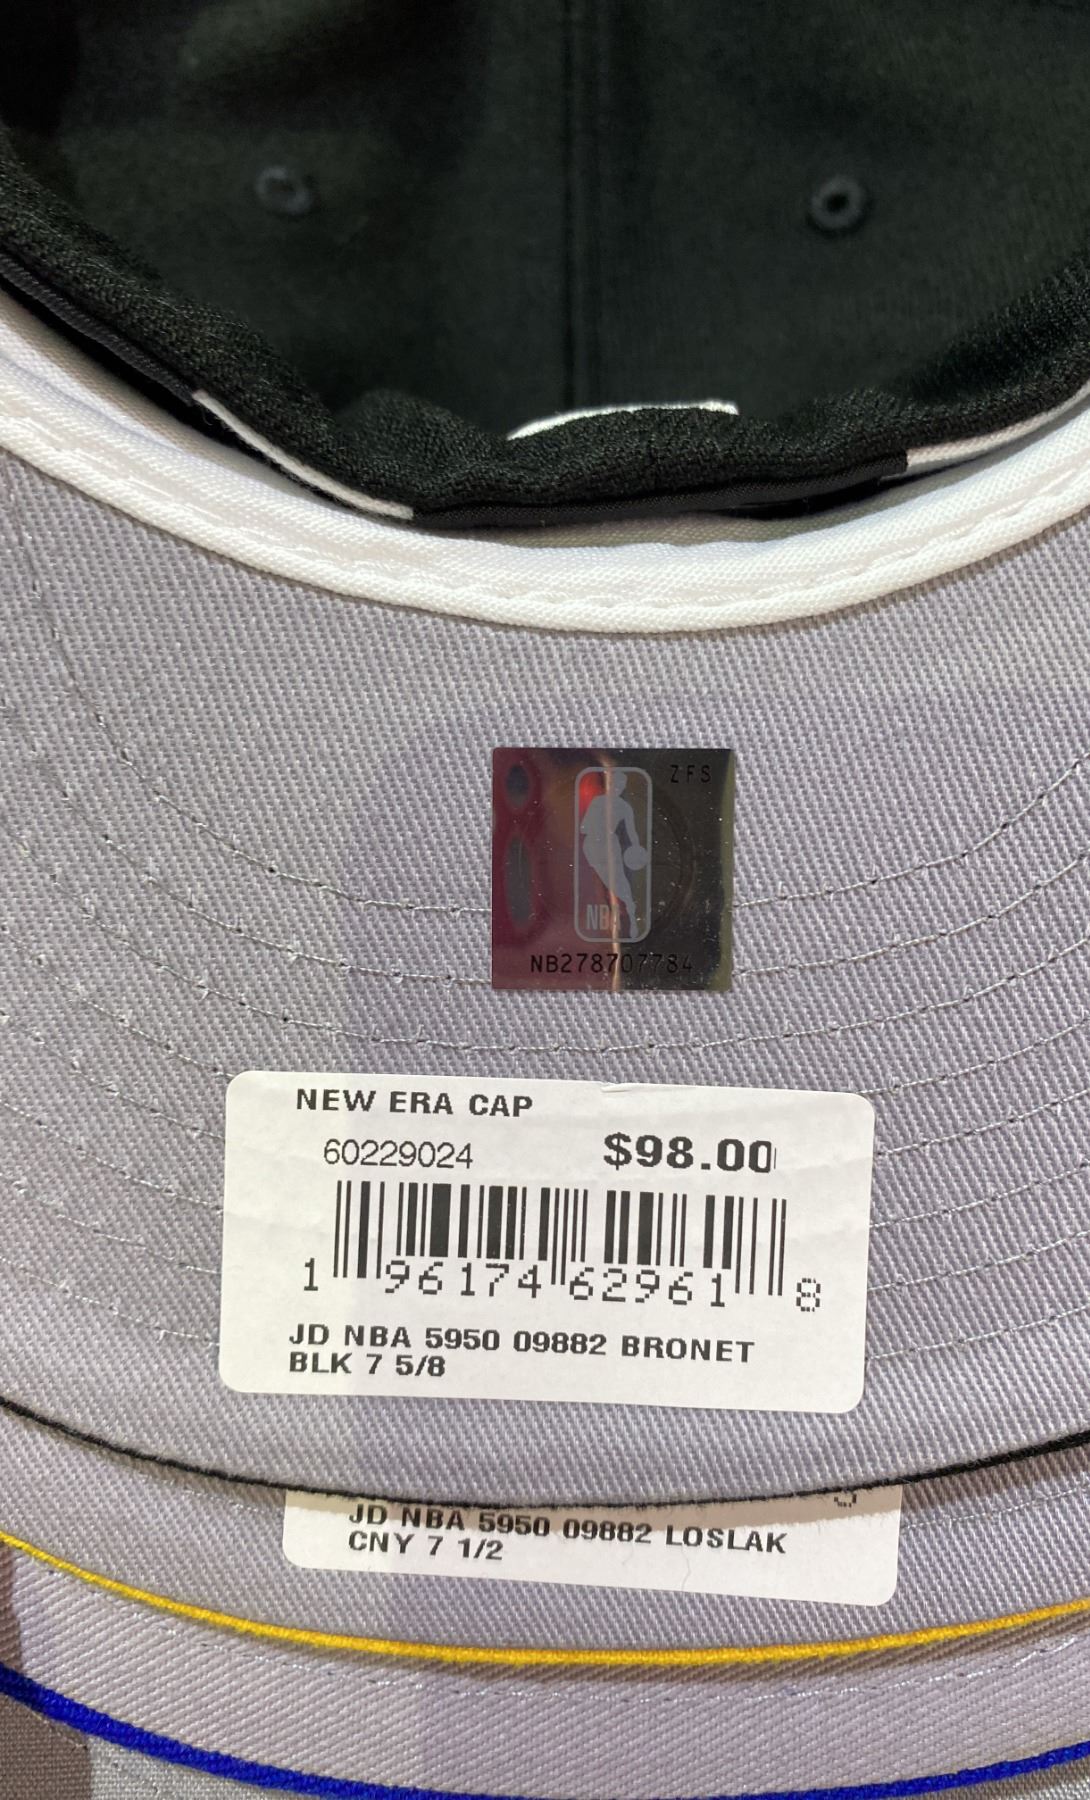 ZFS
NBA
NB278707784
NEW ERA CAP
60229024 $98.00
1 96174 62961 8
JD NBA 5950 09882 BRONET
BLK 7 5/8
JD NBA 5950 09882 LOSLAK
CNY 7 1/2